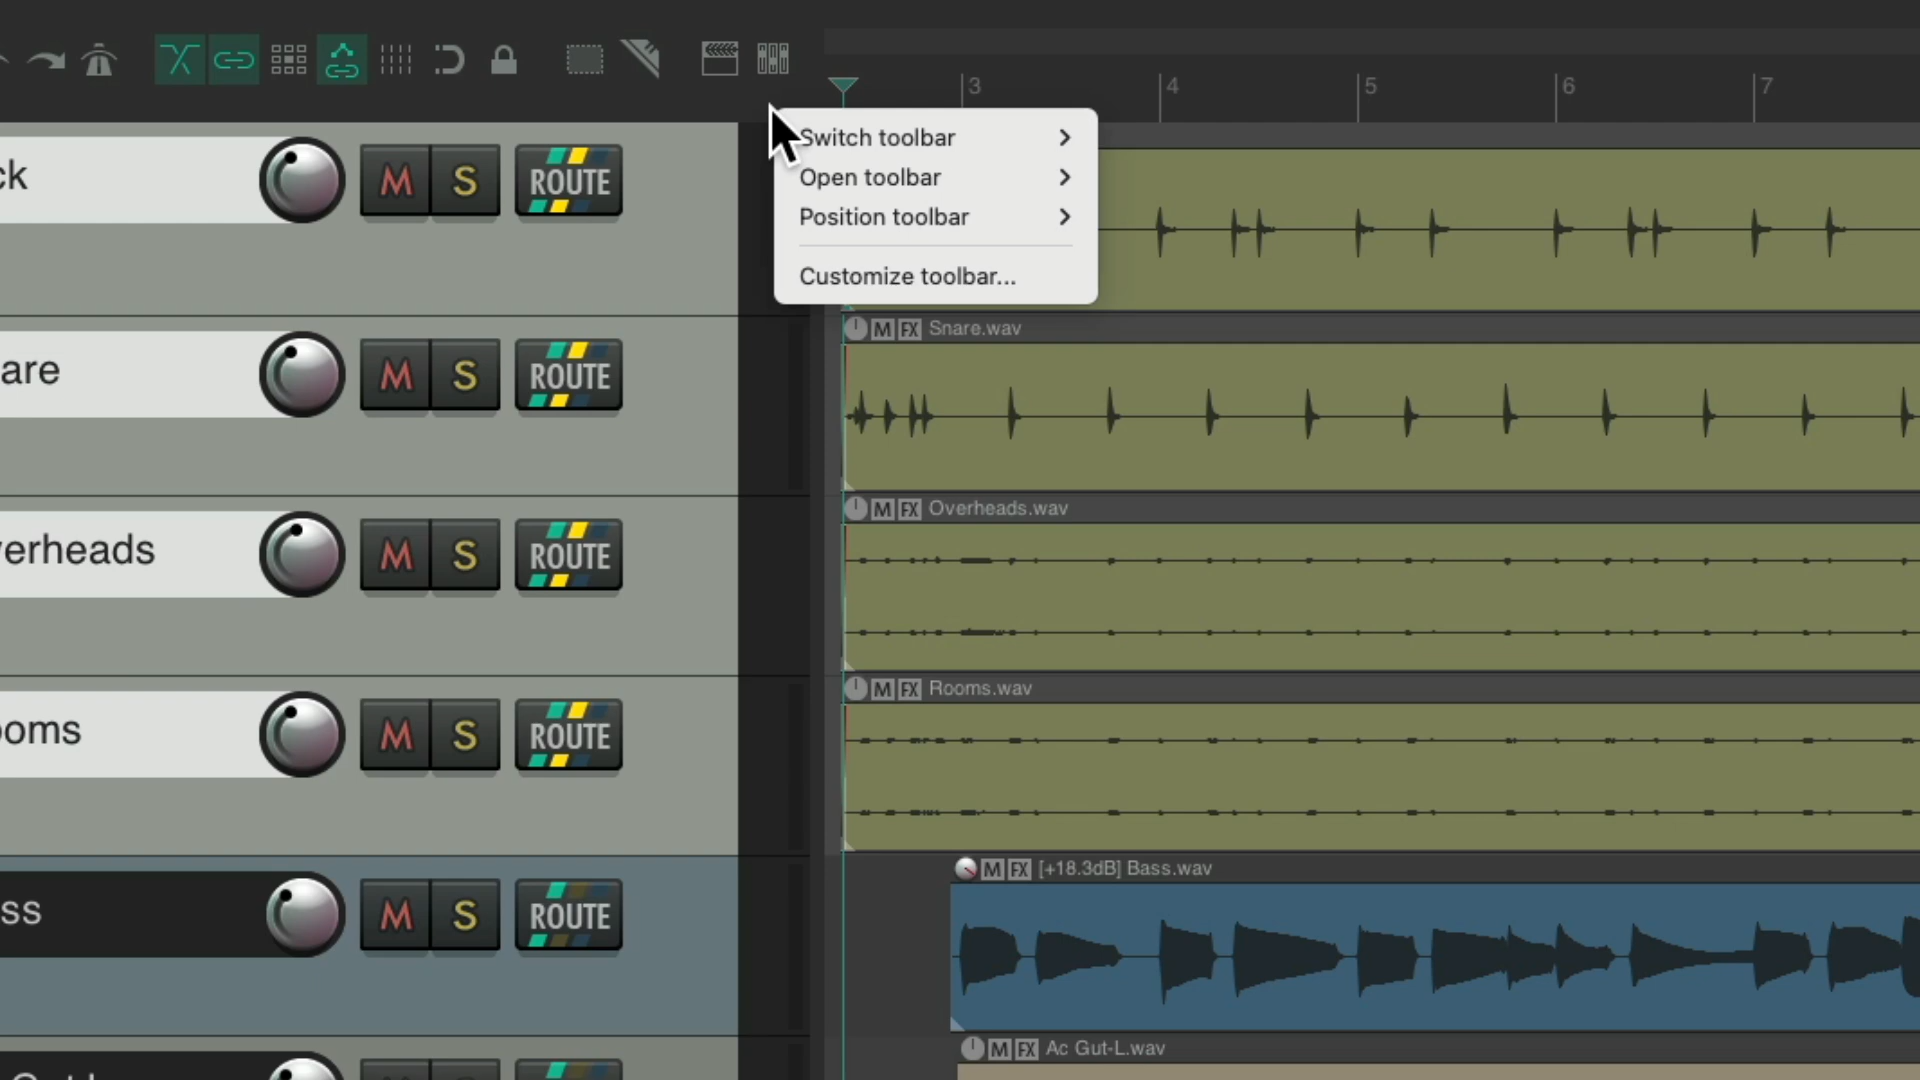 3 4 5 6 7
Switch toolbar
Open toolbar
Position toolbar
Customize toolbar...
ck M S ROUTE
M FX Snare.wav
are M S ROUTE
M FX Overheads.wav
verheads M S ROUTE
M FX Rooms.wav
ooms M S ROUTE
M FX [+18.3dB] Bass.wav
ss M S ROUTE
M FX Ac Gut-L.wav